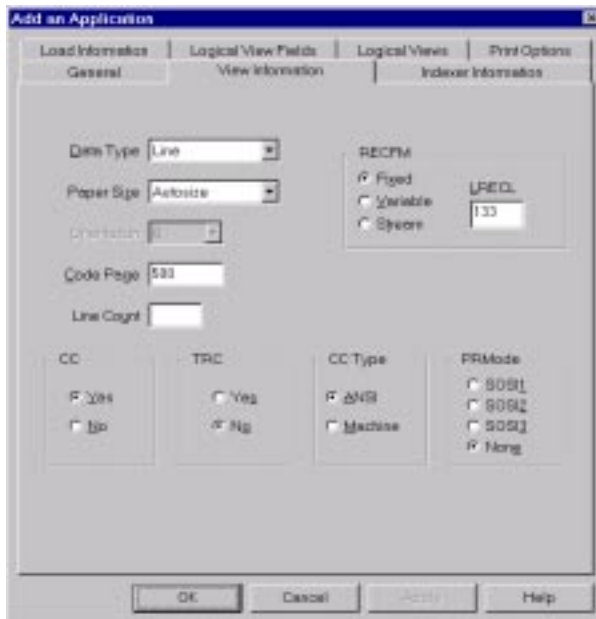 Add an Application
Load Information Logical View Fields Logical Views Print Options
General View Information Indexer Information
Data Type Line
Paper Size Autosize
Orientation 0
Code Page 500
Line Count
RECFM
Fixed
Variable
Stream
LRECL
133
CC
Yes
No
TRC
Yes
No
CC Type
ANSI
Machine
PRMode
SOSI1
SOSI2
SOSI3
None
OK Cancel Apply Help